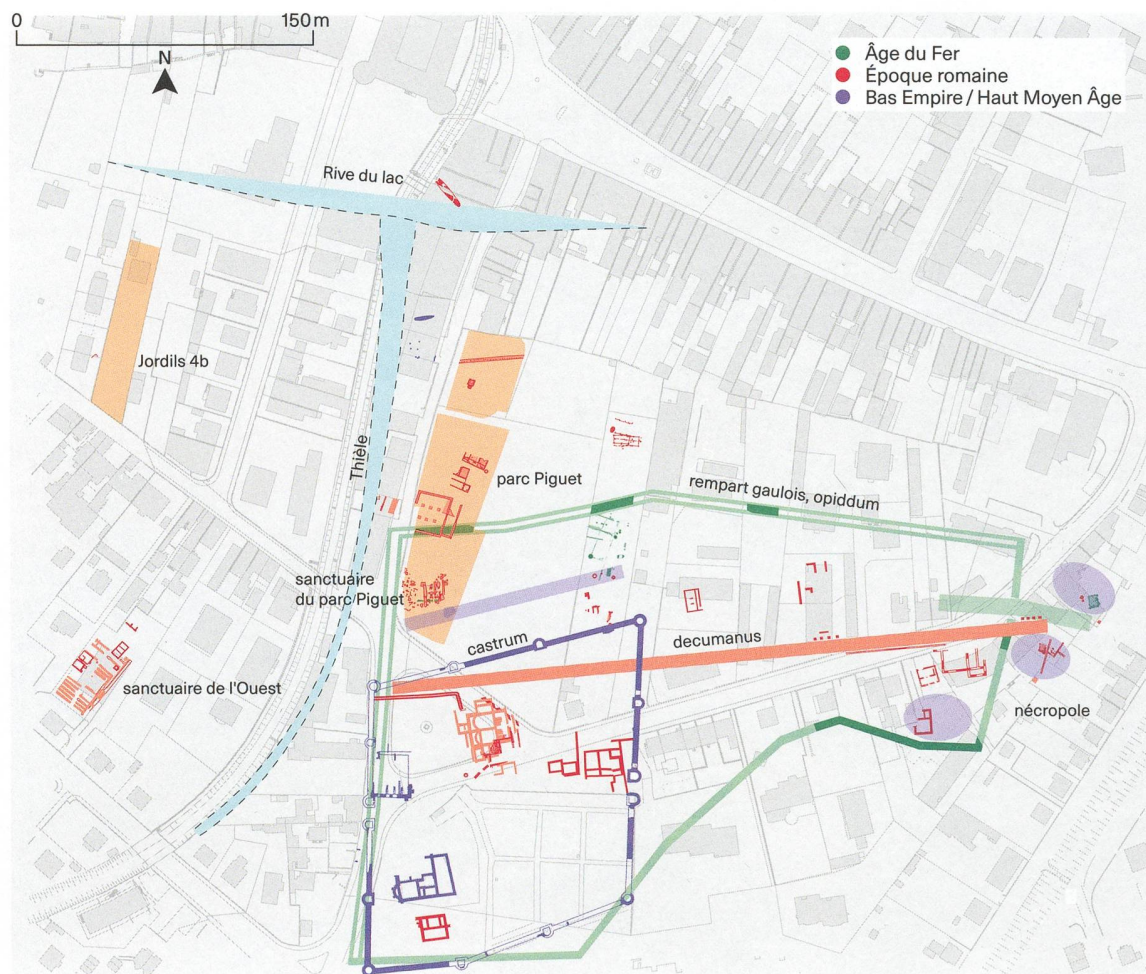 0 150 m
N
Âge du Fer
Époque romaine
Bas Empire / Haut Moyen Âge
Rive du lac
Jordils 4b
Thièle
parc Piguet
rempart gaulois, opiddum
sanctuaire
du parc Piguet
castrum
decumanus
sanctuaire de l'Ouest
nécropole